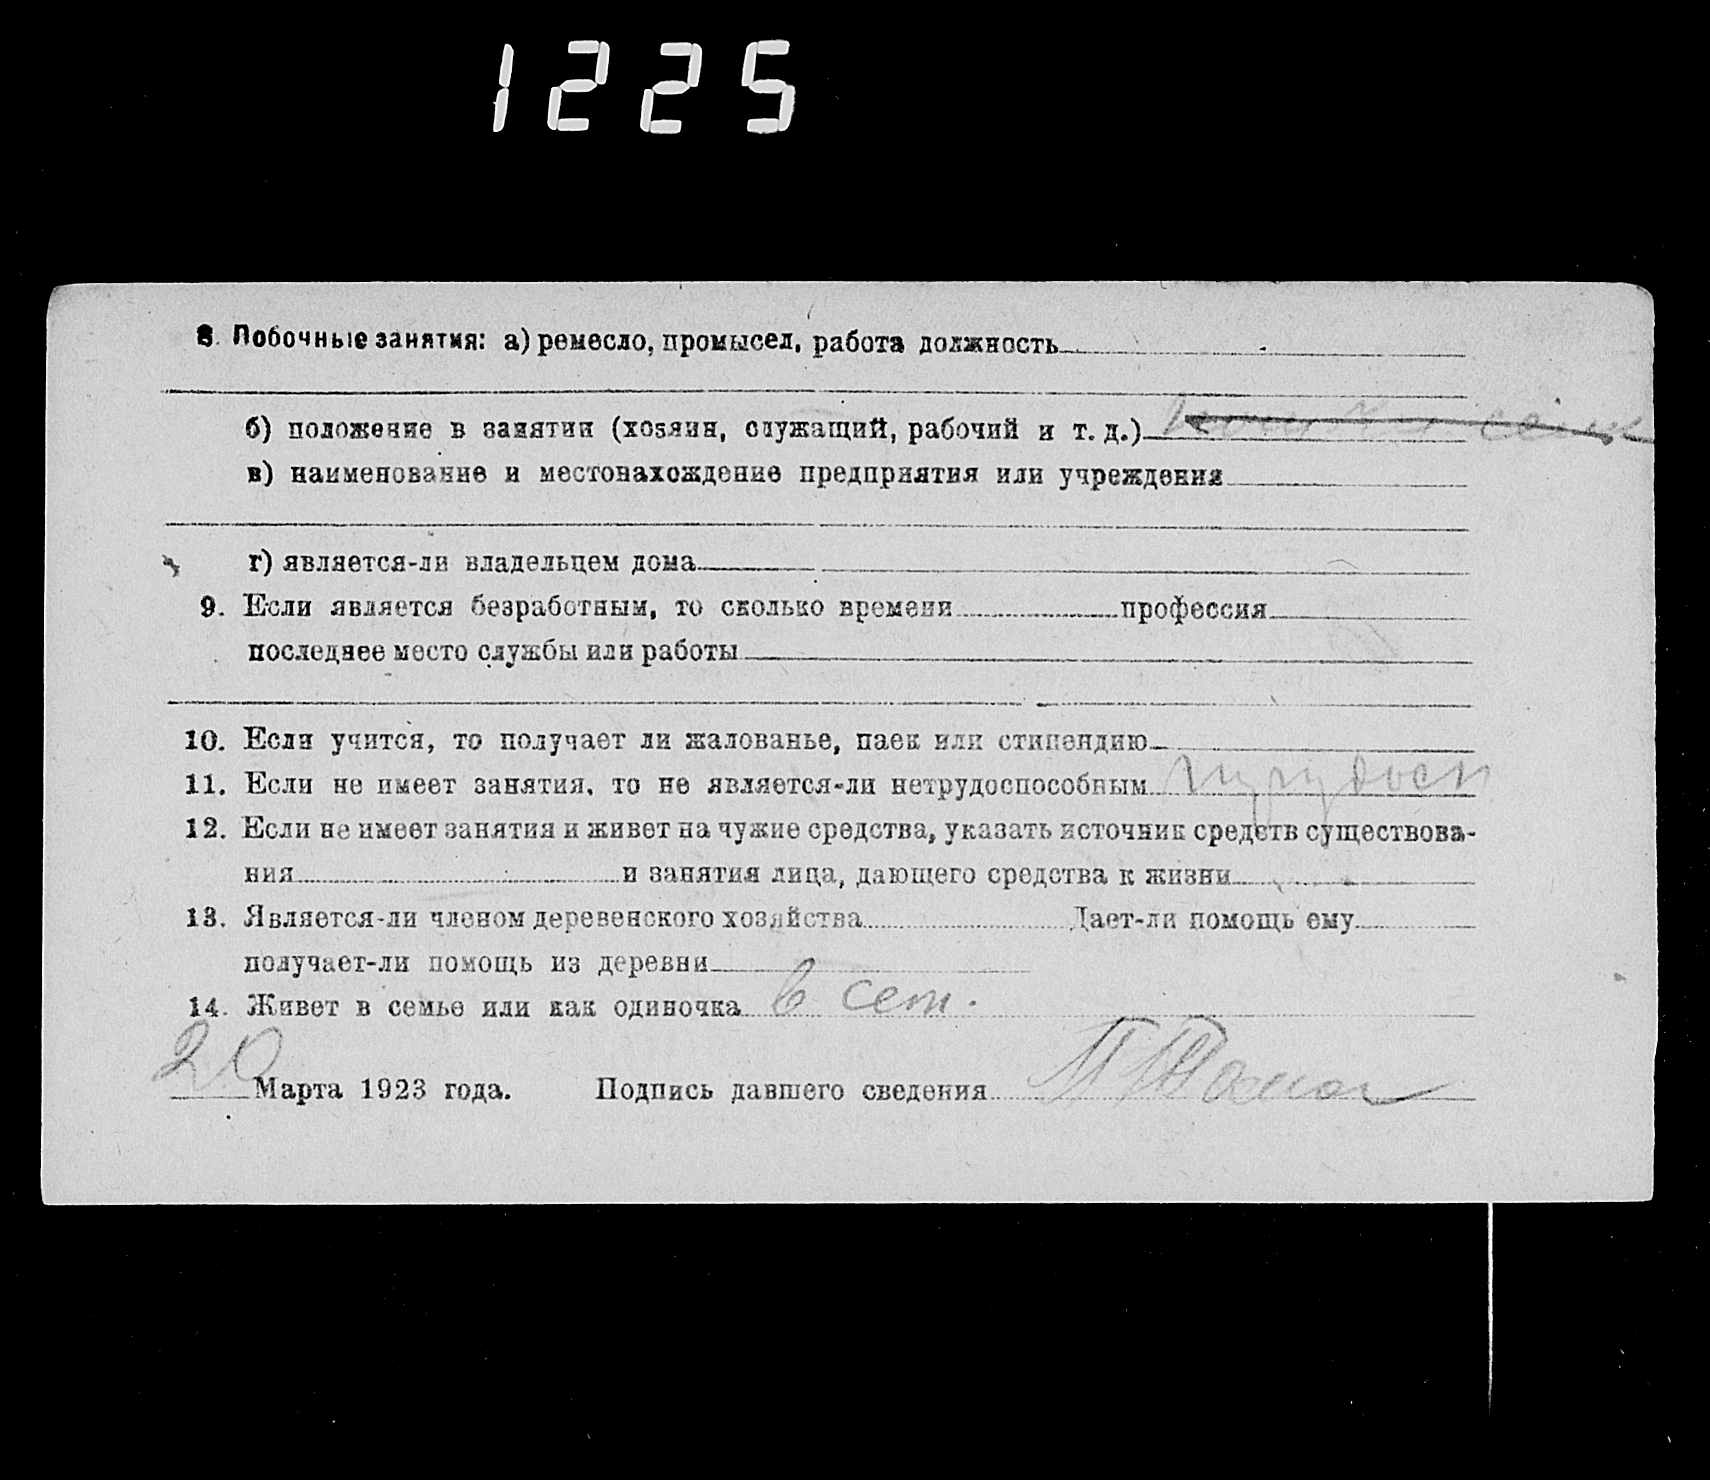 1225
8. Побочные занятия: а) ремесло, промысел, работа должность
б) положение в занятии (хозяин, служащий, рабочий и т. д.)
в) наименование и местонахождение предприятия или учреждения
г) является-ли владельцем дома
9. Если является безработным, то сколько времени профессия
последнее место службы или работы
10. Если учится, то получает ли жалованье, паек или стипендию
11. Если не имеет занятия, то не является-ли нетрудоспособным
12. Если не имеет занятия и живет на чужие средства, указать источник средств существова-
ния и занятия лица, дающего средства к жизни
13. Является-ли членом деревенского хозяйства Дает-ли помощь ему
получает-ли помощь из деревни
14. Живет в семье или как одиночка в сем.
20 Марта 1923 года. Подпись давшего сведения